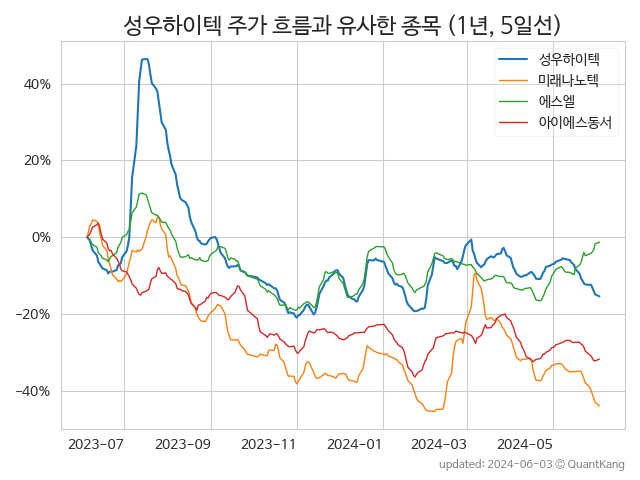 성우하이텍 주가 흐름과 유사한 종목 (1년, 5일선)
성우하이텍
미래나노텍
에스엘
아이에스동서
40%
20%
0%
−20%
−40%
2023−07
2023−09
2023−11
2024−01
2024−03
2024−05
updated: 2024-06-03 ⓒ QuantKang